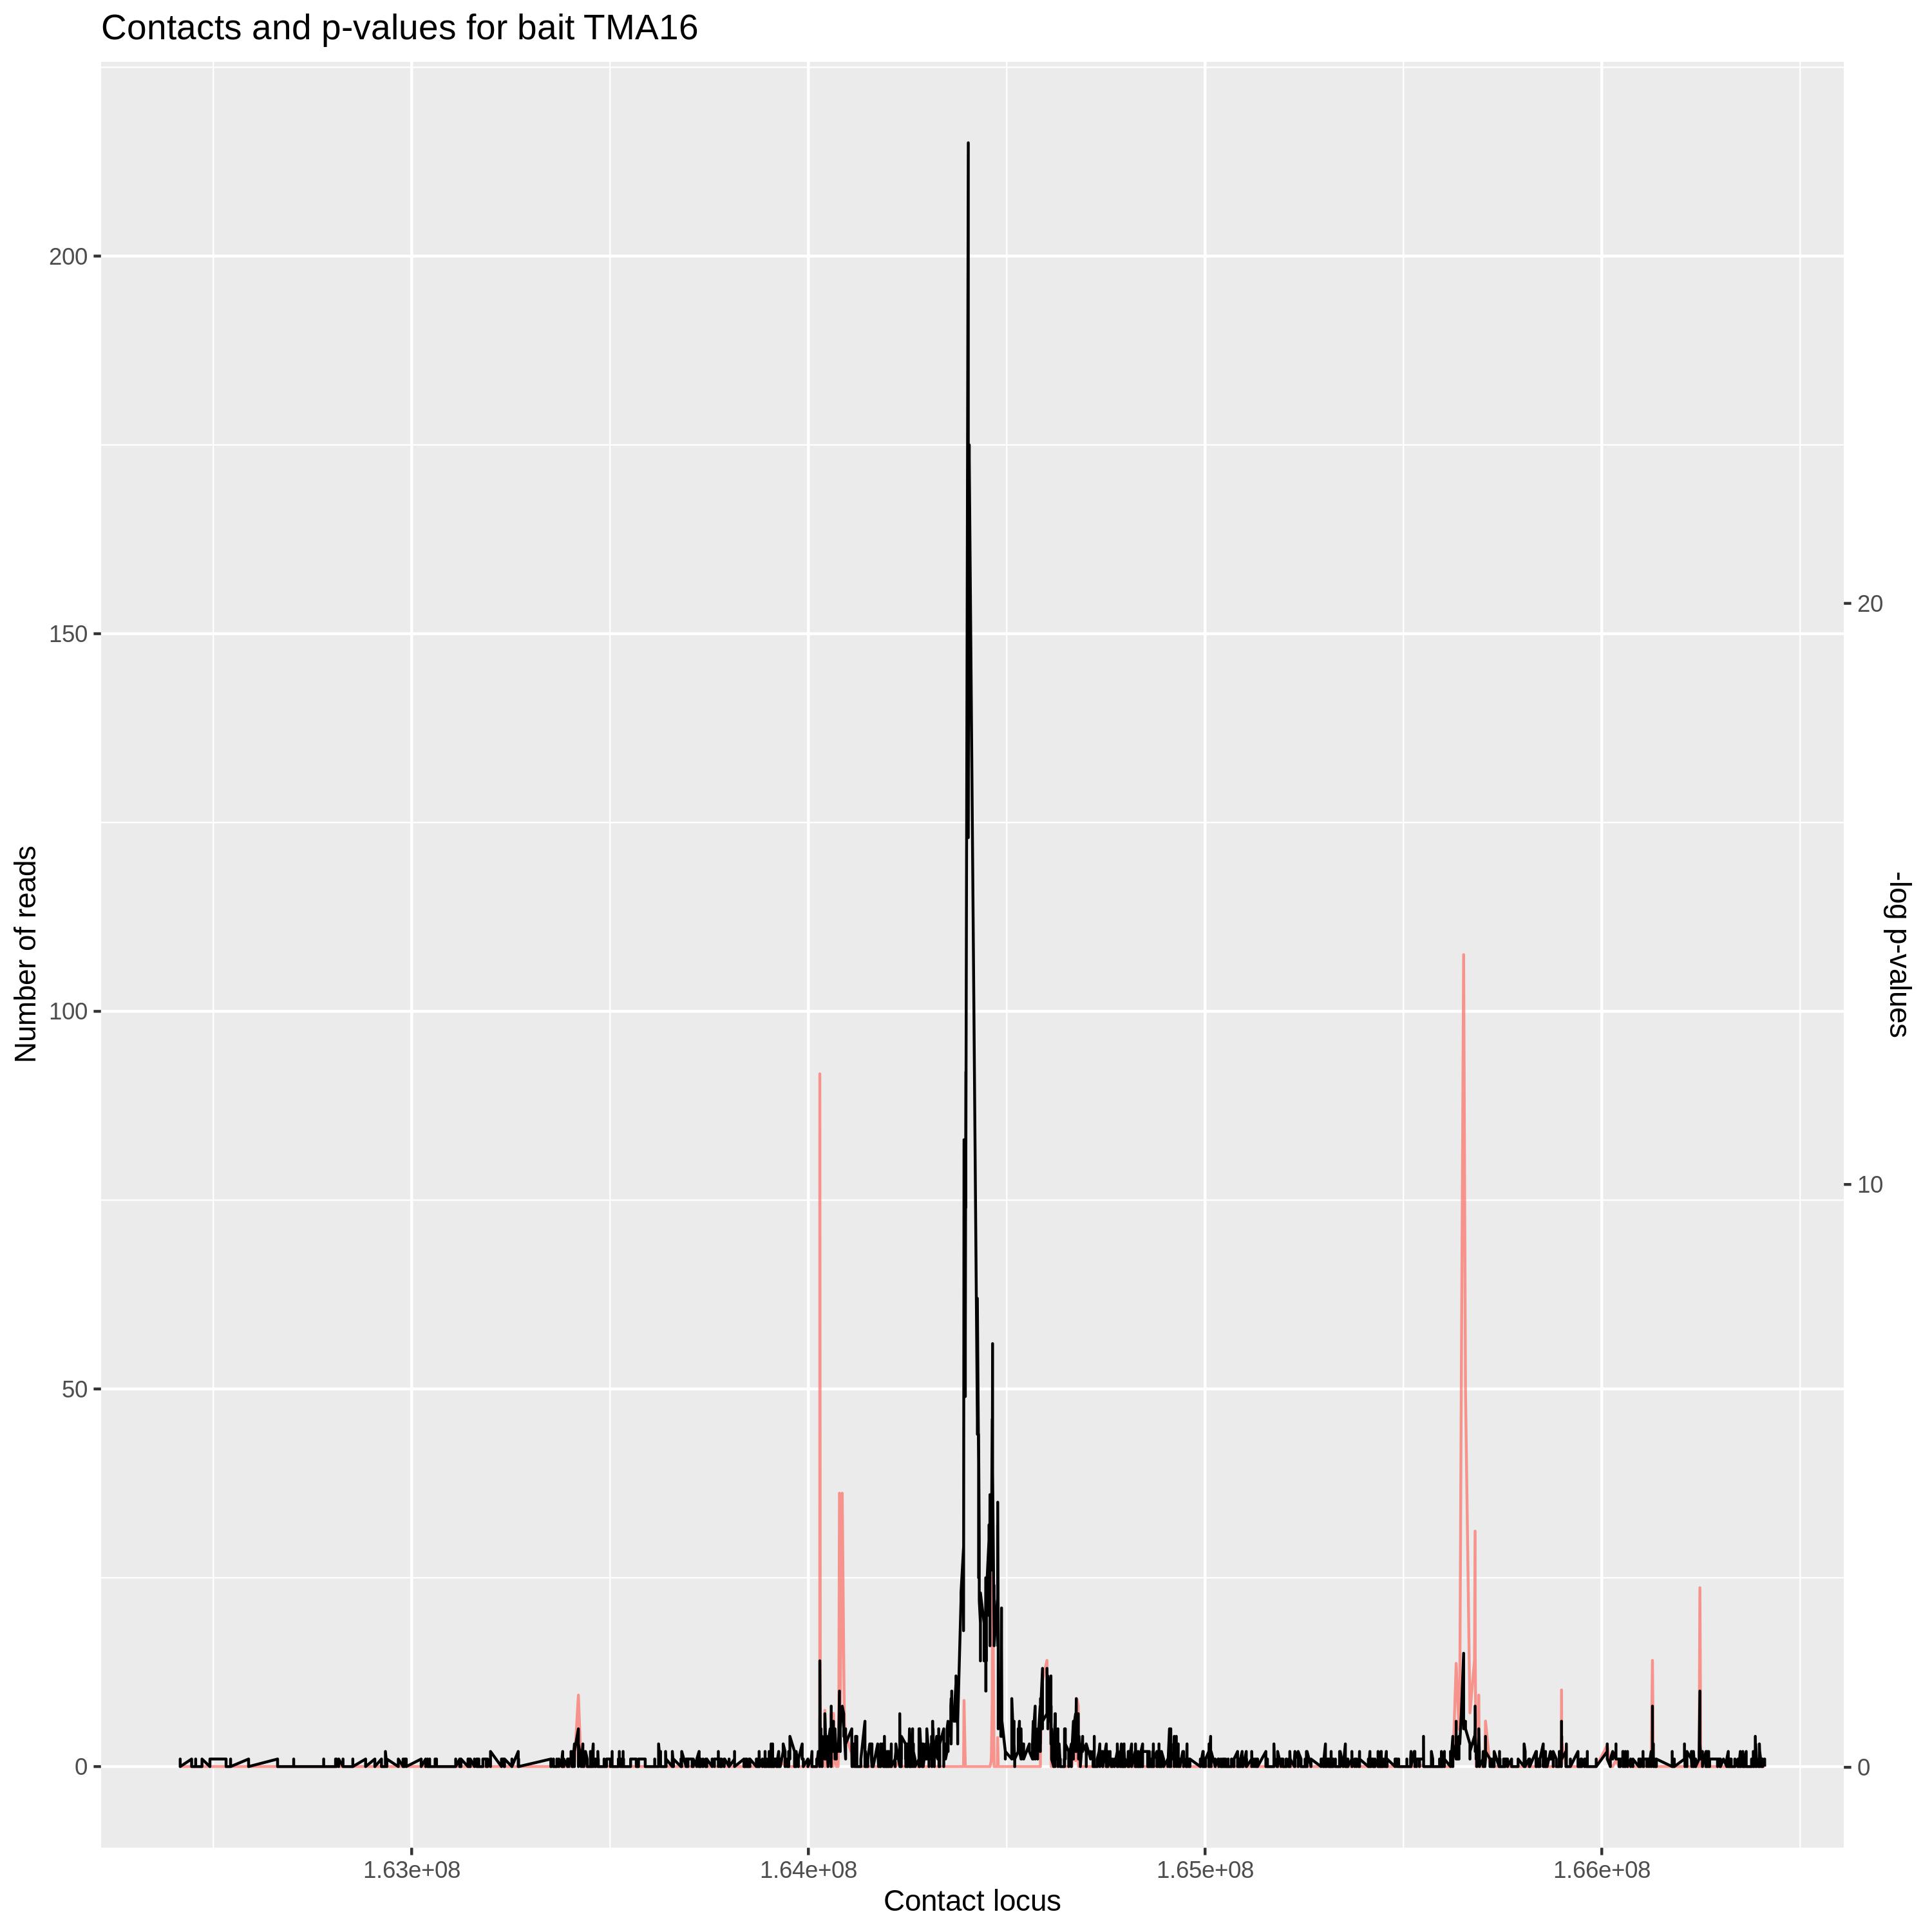 Contacts and p-values for bait TMA16
200
150
100
50
0
Number of reads
20
10
0
-log p-values
1.63e+08
1.64e+08
1.65e+08
1.66e+08
Contact locus